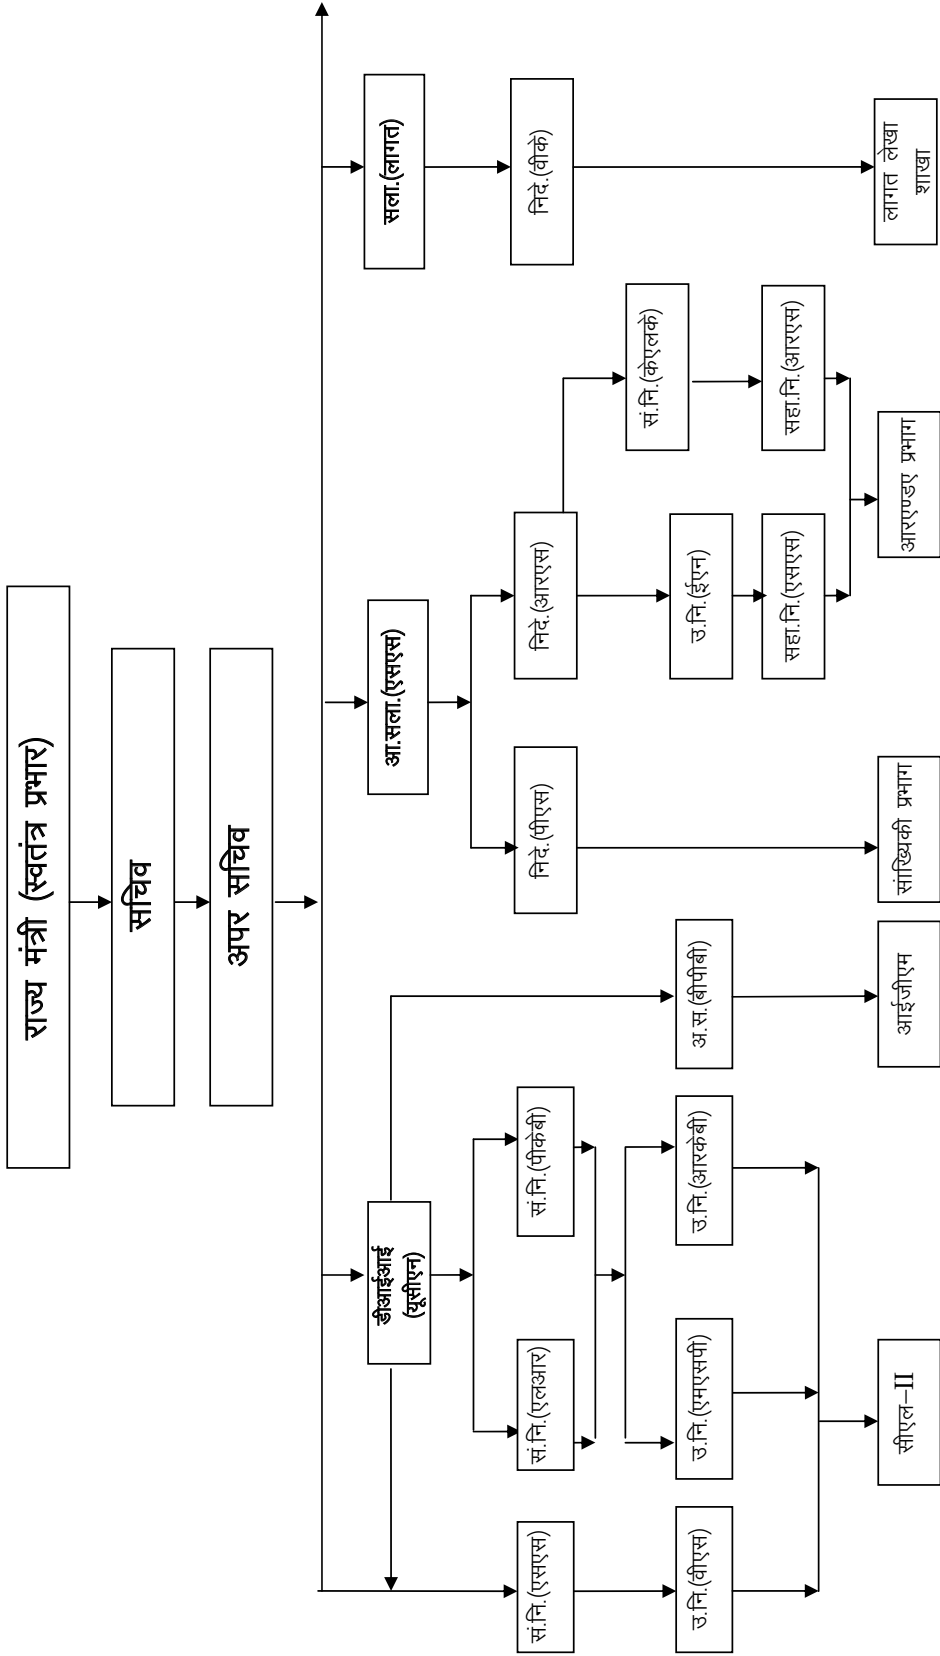 राज्य मंत्री (स्वतंत्र प्रभार)
सचिव
अपर सचिव
डीआईआई
(यूसीएन)
आ.सला.(एसएस)
सला.(लागत)
सं.नि.(एसएस)
सं.नि.(एलआर)
सं.नि.(पीकेबी)
निदे.(पीएस)
निदे.(आरएस)
निदे.(वीके)
सं.नि.(केएलके)
उ.नि.(वीएस)
उ.नि.(एमएसपी)
उ.नि.(आरकेबी)
अ.स.(बीपीबी)
उ.नि.(ईएन)
सहा.नि.(एसएस)
सहा.नि.(आरएस)
सीएल–II
आईजीएम
सांख्यिकी प्रभाग
आरएण्डए प्रभाग
लागत लेखा
शाखा